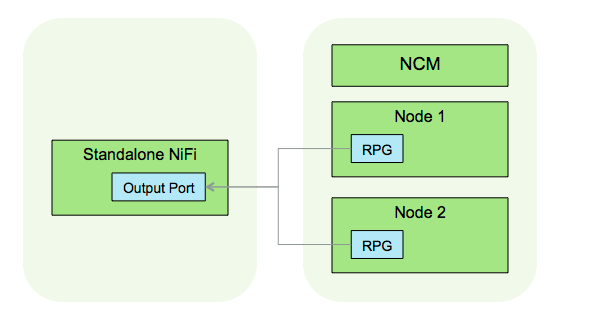 Standalone NiFi
Output Port
NCM
Node 1
RPG
Node 2
RPG